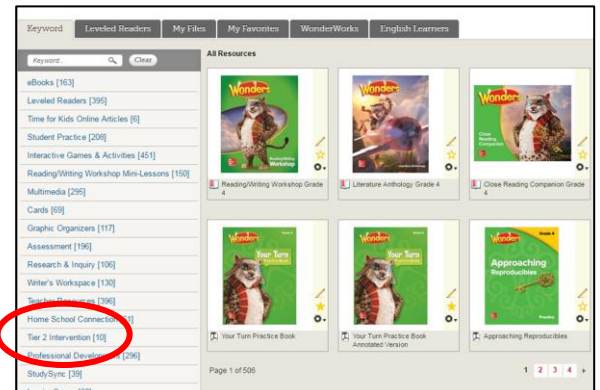 Keyword Leveled Readers My Files My Favorites WonderWorks English Learners
Keyword.. Clear
eBooks [163]
Leveled Readers [395]
Time for Kids Online Articles [6]
Student Practice [208]
Interactive Games & Activities [451]
Reading/Writing Workshop Mini-Lessons [150]
Multimedia [295]
Cards [69]
Graphic Organizers [117]
Assessment [196]
Research & Inquiry [106]
Writer's Workspace [130]
Teacher Resources [396]
Home School Connection [51]
Tier 2 Intervention [10]
Professional Development [296]
StudySync [39]
All Resources
Wonders
Reading/Writing
Workshop
Reading/Writing Workshop Grade
4
Wonders
Literature Anthology Grade 4
Wonders
Close
Reading
Companion
Close Reading Companion Grade
4
Wonders
Your Turn
Practice Book
Your Turn Practice Book
Wonders
Your Turn
Practice Book
Your Turn Practice Book
Annotated Version
Grade 4
Wonders
Approaching
Reproducibles
Practice
Approaching Reproducibles
Page 1 of 506
1 2 3 4